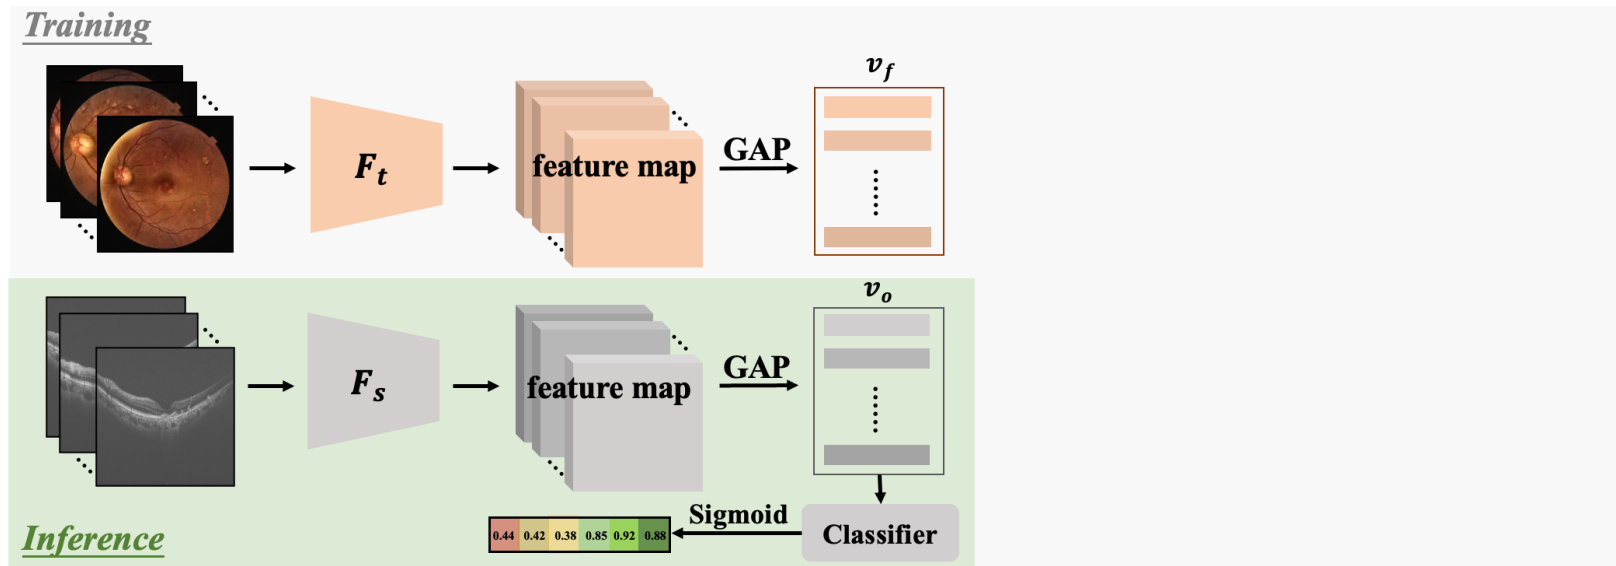 Training
v_f
F_t
feature map
GAP
v_o
F_s
feature map
GAP
Sigmoid
Classifier
0.44 0.42 0.38 0.85 0.92 0.88
Inference